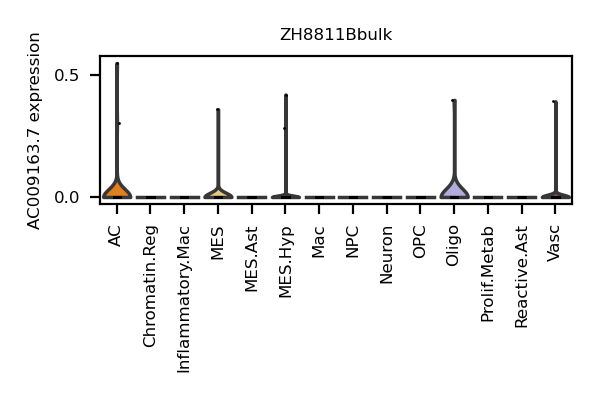 ZH8811Bbulk
AC009163.7 expression
0.5
0.0
AC
Chromatin.Reg
Inflammatory.Mac
MES
MES.Ast
MES.Hyp
Mac
NPC
Neuron
OPC
Oligo
Prolif.Metab
Reactive.Ast
Vasc